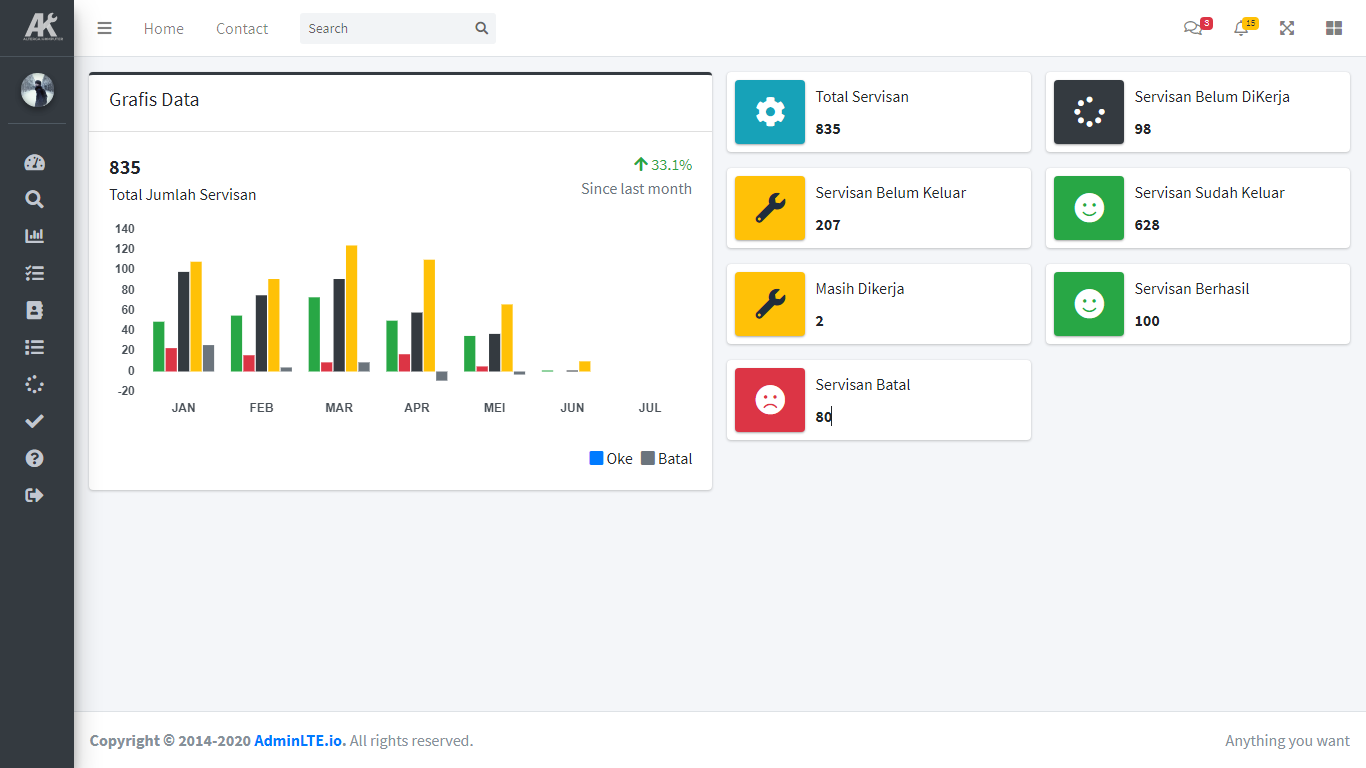 AK
Home
Contact
Search
3
15
Grafis Data
835
Total Jumlah Servisan
33.1%
Since last month
140
120
100
80
60
40
20
0
-20
JAN FEB MAR APR MEI JUN JUL
Oke Batal
Total Servisan
835
Servisan Belum DiKerja
98
Servisan Belum Keluar
207
Servisan Sudah Keluar
628
Masih Dikerja
2
Servisan Berhasil
100
Servisan Batal
80
Copyright © 2014-2020 AdminLTE.io. All rights reserved.
Anything you want